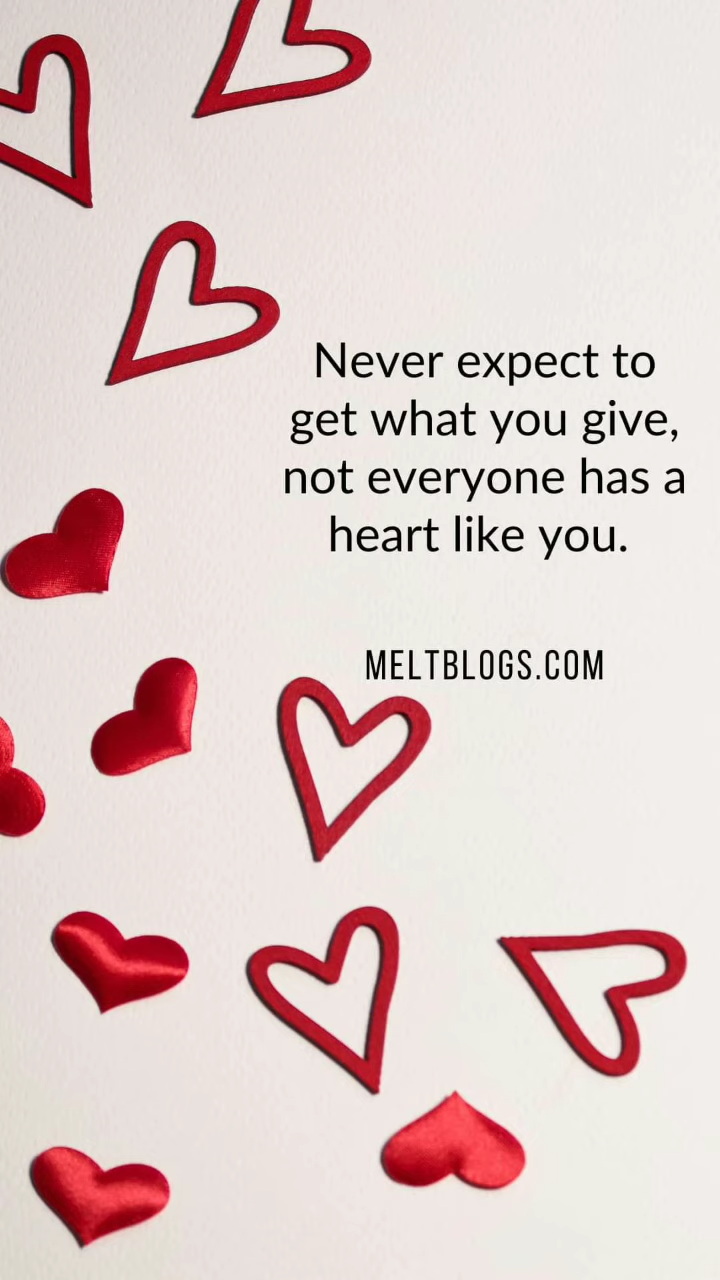 Never expect to
get what you give,
not everyone has a
heart like you.
MELTBLOGS.COM